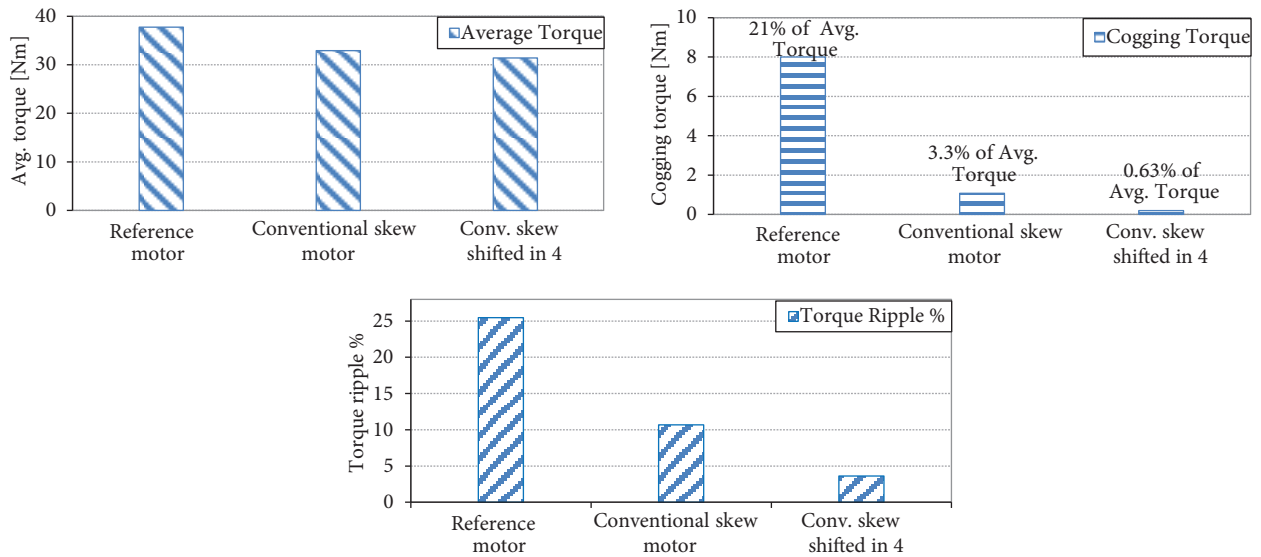 Avg. torque [Nm]
40
30
20
10
0
Average Torque
Reference
motor
Conventional skew
motor
Conv. skew
shifted in 4
Cogging torque [Nm]
10
8
6
4
2
0
21% of Avg.
Torque
Cogging Torque
3.3% of Avg.
Torque
0.63% of
Avg. Torque
Reference
motor
Conventional skew
motor
Conv. skew
shifted in 4
Torque ripple %
25
20
15
10
5
0
Torque Ripple %
Reference
motor
Conventional skew
motor
Conv. skew
shifted in 4